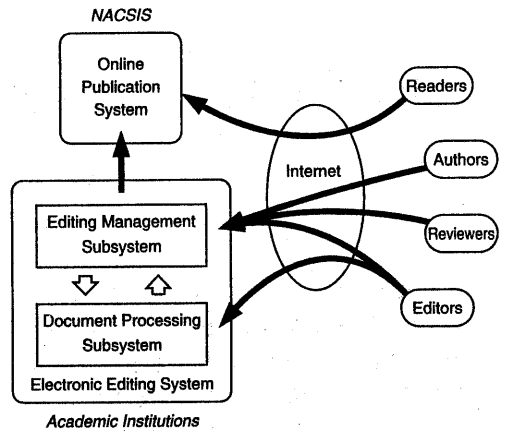 NACSIS
Online
Publication
System
Readers
Internet
Authors
Editing Management
Subsystem
Reviewers
Document Processing
Subsystem
Editors
Electronic Editing System
Academic Institutions